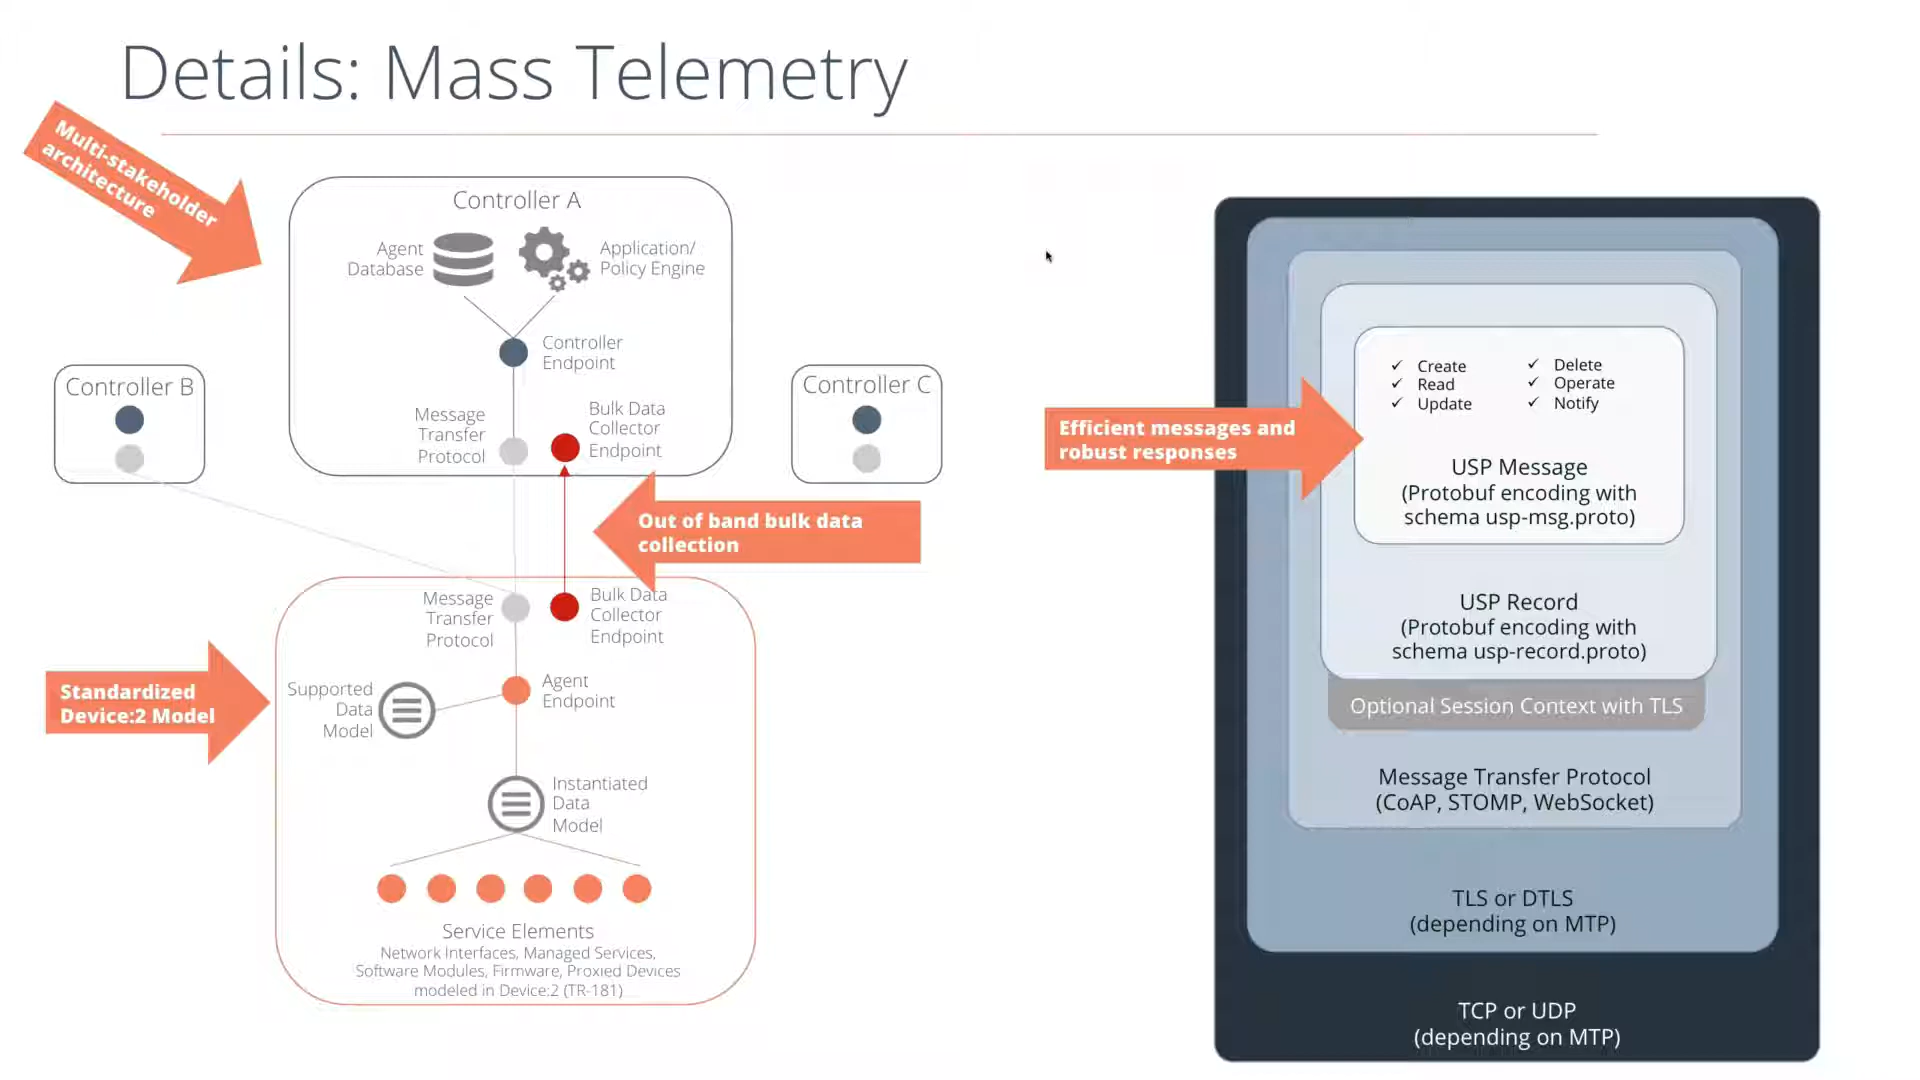 Details: Mass Telemetry
Multi-stakeholder
architecture
Controller A
Agent
Database
Application/
Policy Engine
Controller
Endpoint
Message
Transfer
Protocol
Bulk Data
Collector
Endpoint
Controller B
Controller C
Out of band bulk data
collection
Message
Transfer
Protocol
Bulk Data
Collector
Endpoint
Standardized
Device:2 Model
Supported
Data
Model
Agent
Endpoint
Instantiated
Data
Model
Service Elements
Network Interfaces, Managed Services,
Software Modules, Firmware, Proxied Devices
modeled in Device:2 (TR-181)
Efficient messages and
robust responses
✓ Create
✓ Read
✓ Update
✓ Delete
✓ Operate
✓ Notify
USP Message
(Protobuf encoding with
schema usp-msg.proto)
USP Record
(Protobuf encoding with
schema usp-record.proto)
Optional Session Context with TLS
Message Transfer Protocol
(CoAP, STOMP, WebSocket)
TLS or DTLS
(depending on MTP)
TCP or UDP
(depending on MTP)